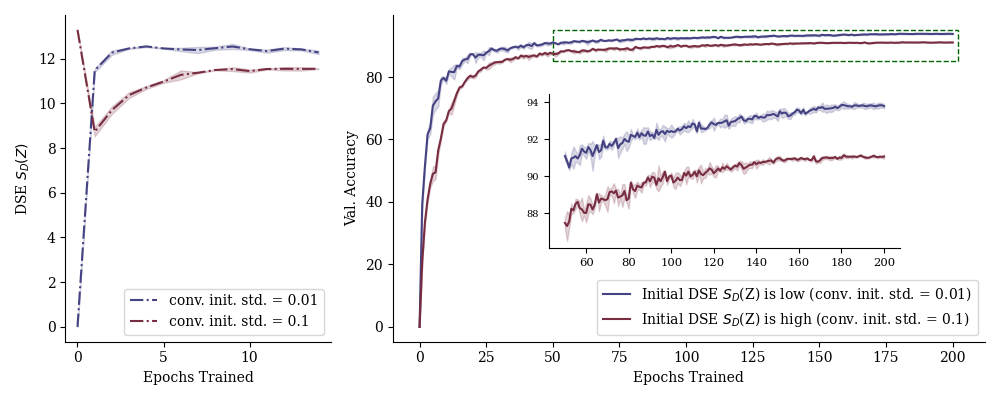 DSE S_D(Z)
12
10
8
6
4
2
0
0 5 10
Epochs Trained
conv. init. std. = 0.01
conv. init. std. = 0.1
Val. Accuracy
80
60
40
20
0
0 25 50 75 100 125 150 175 200
Epochs Trained
94
92
90
88
60 80 100 120 140 160 180 200
Initial DSE S_D(Z) is low (conv. init. std. = 0.01)
Initial DSE S_D(Z) is high (conv. init. std. = 0.1)